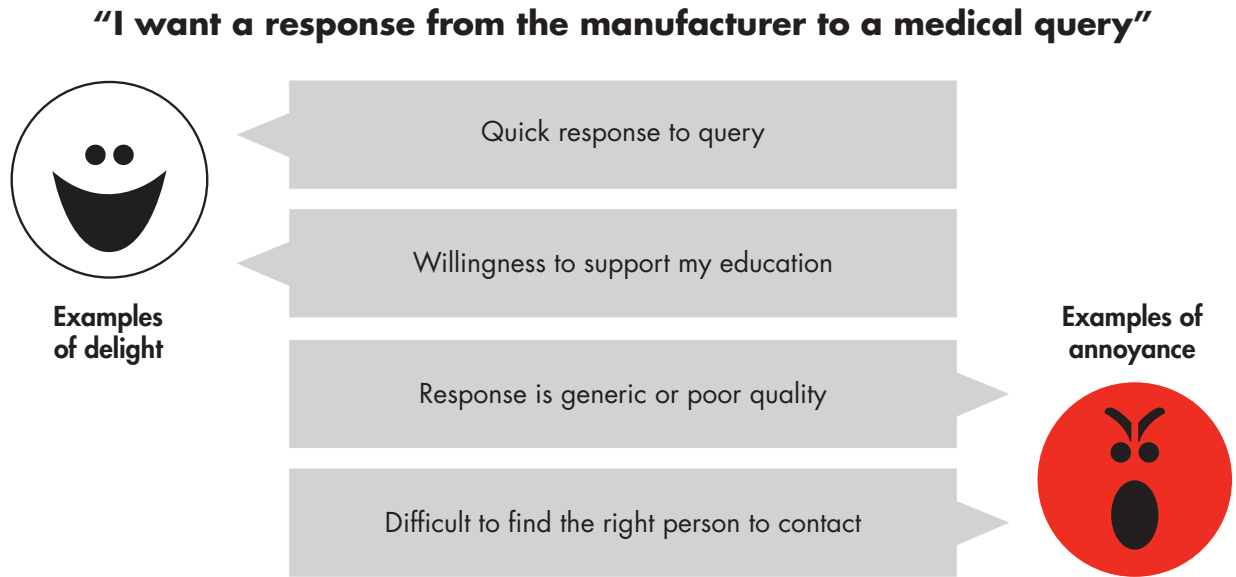 “I want a response from the manufacturer to a medical query”
Quick response to query
Willingness to support my education
Examples
of delight
Examples of
annoyance
Response is generic or poor quality
Difficult to find the right person to contact